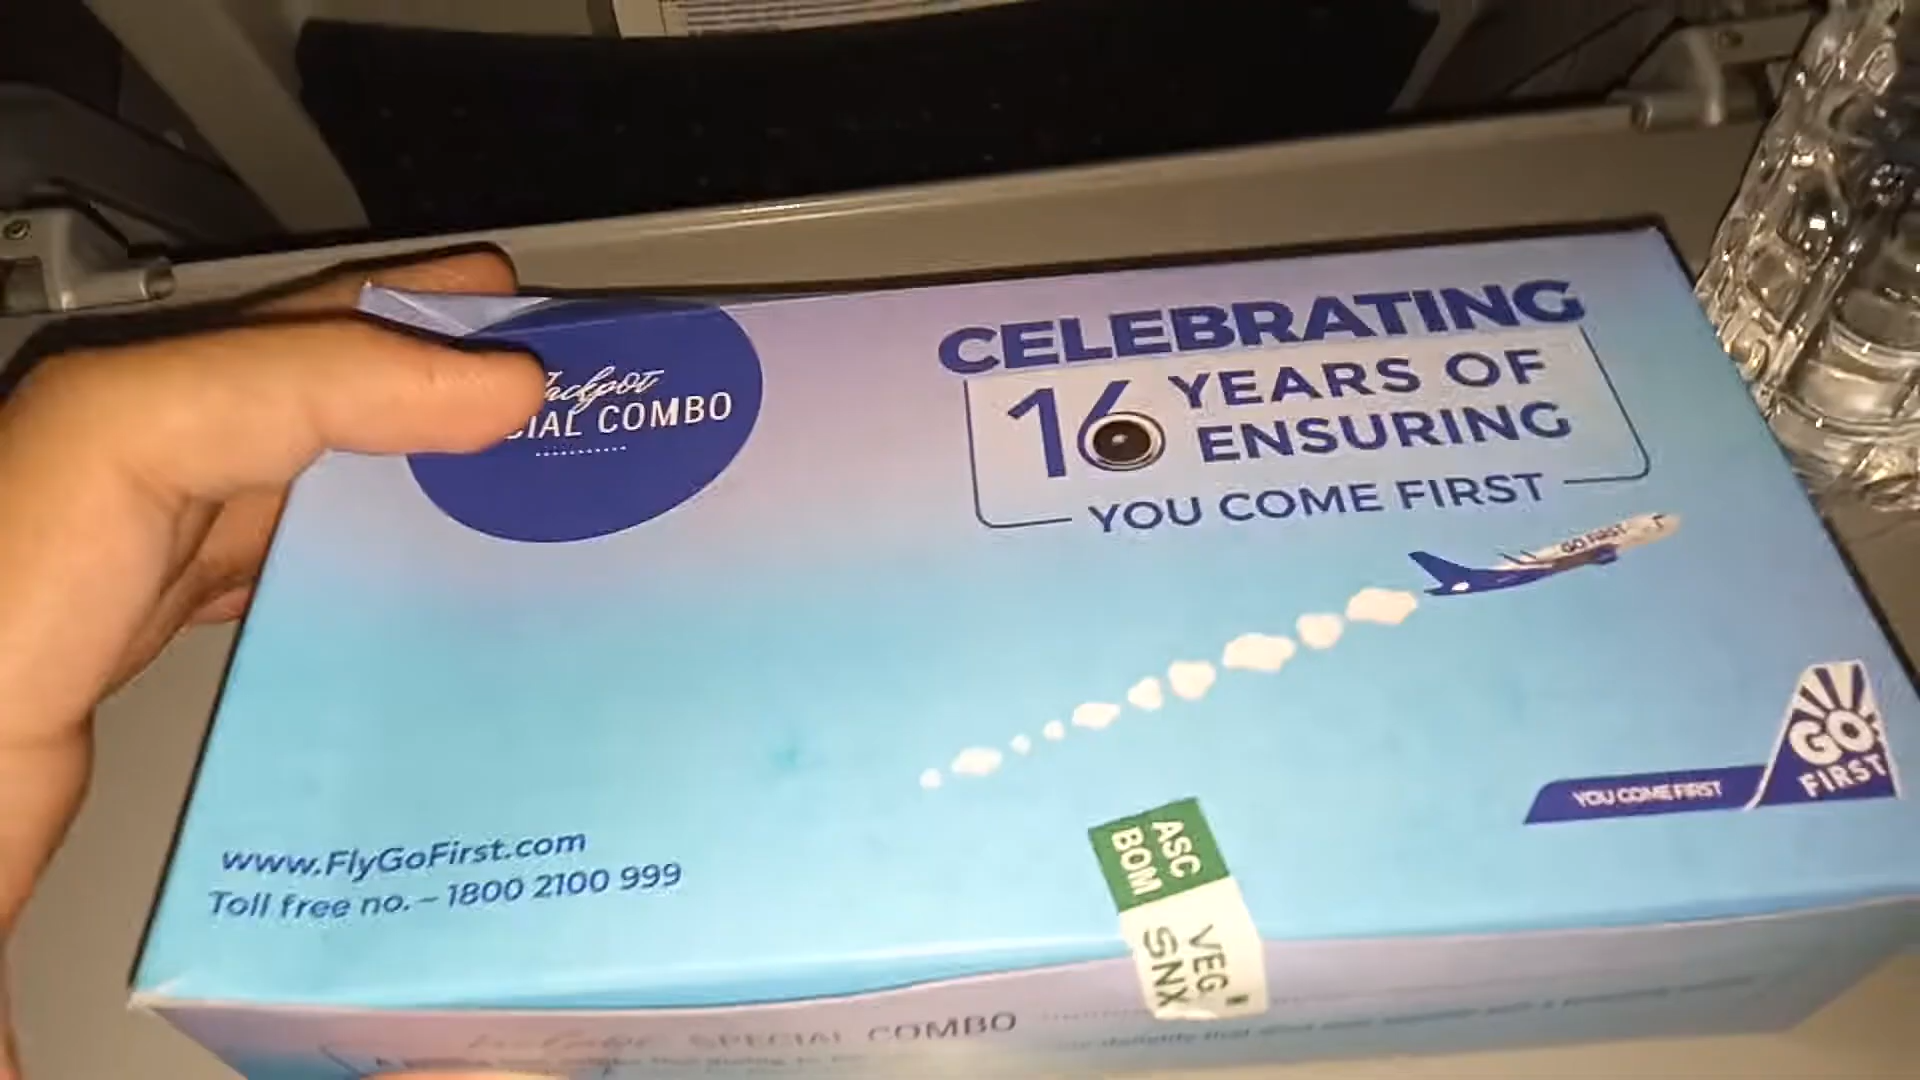 CELEBRATING
16 YEARS OF
ENSURING
YOU COME FIRST
COMBO
GO FIRST
GO
FIRST
YOU COME FIRST
www.FlyGoFirst.com
Toll free no. – 1800 2100 999
ASC
BOM
VEG
SNX
SPECIAL COMBO